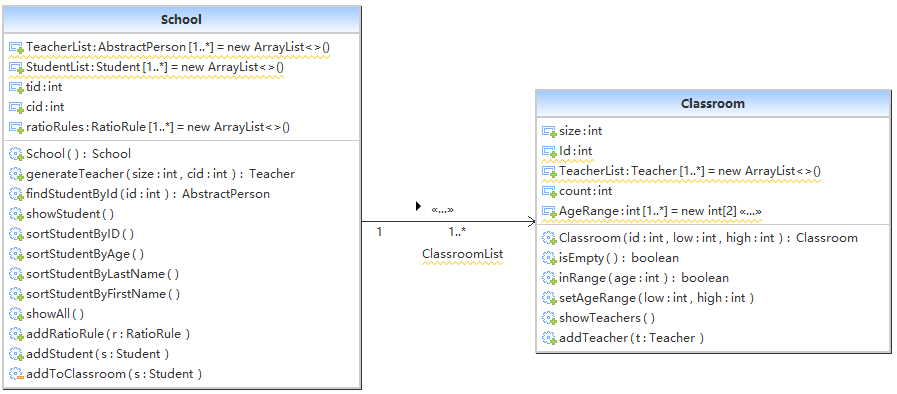 School
TeacherList:AbstractPerson [1..*] = new ArrayList<>()
StudentList:Student [1..*] = new ArrayList<>()
tid:int
cid:int
ratioRules:RatioRule [1..*] = new ArrayList<>()
School ( ) : School
generateTeacher ( size : int , cid : int ) : Teacher
findStudentById ( id : int ) : AbstractPerson
showStudent ( )
sortStudentByID ( )
sortStudentByAge ( )
sortStudentByLastName ( )
sortStudentByFirstName ( )
showAll ( )
addRatioRule ( r : RatioRule )
addStudent ( s : Student )
addToClassroom ( s : Student )
«...»
1
1..*
ClassroomList
Classroom
size:int
Id:int
TeacherList:Teacher [1..*] = new ArrayList<>()
count:int
AgeRange:int [1..*] = new int[2] «...»
Classroom ( id : int , low : int , high : int ) : Classroom
isEmpty ( ) : boolean
inRange ( age : int ) : boolean
setAgeRange ( low : int , high : int )
showTeachers ( )
addTeacher ( t : Teacher )